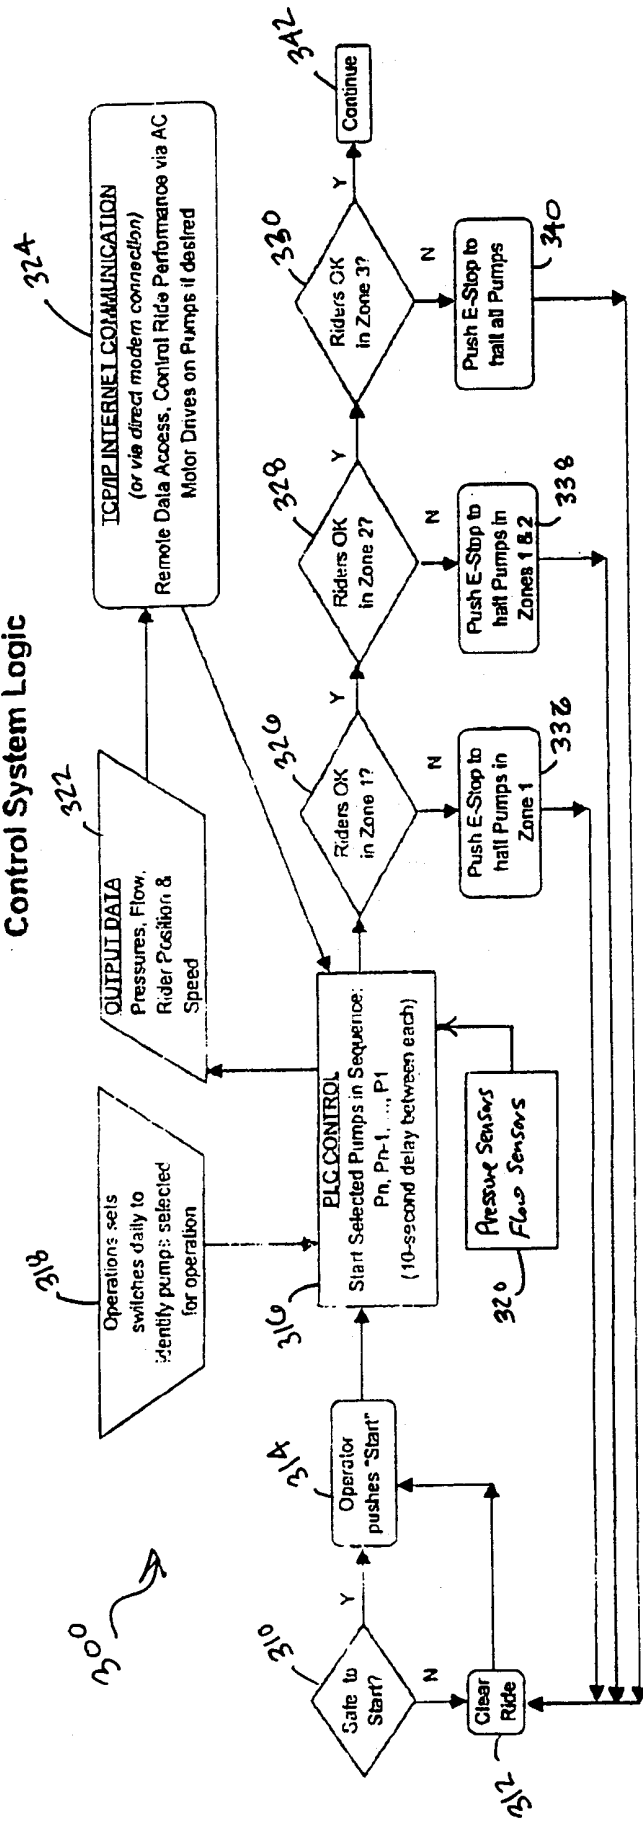 Control System Logic
300
318
Operations sets
switches daily to
identify pumps selected
for operation
322
OUTPUT DATA
Pressures, Flow,
Rider Position &
Speed
324
TCP/IP INTERNET COMMUNICATION
(or via direct modem connection)
Remote Data Access, Control Ride Performance via AC
Motor Drives on Pumps if desired
310
Safe to
Start?
Y
N
312
Clear
Ride
314
Operator
pushes "Start"
316
PLC CONTROL
Start Selected Pumps in Sequence:
Pn, Pn-1, ..., P1
(10-second delay between each)
320
Pressure Sensors
Flow Sensors
326
Riders OK
in Zone 1?
Y
N
336
Push E-Stop to
halt Pumps in
Zone 1
328
Riders OK
in Zone 2?
Y
N
338
Push E-Stop to
halt Pumps in
Zones 1 & 2
330
Riders OK
in Zone 3?
Y
N
340
Push E-Stop to
halt all Pumps
342
Continue